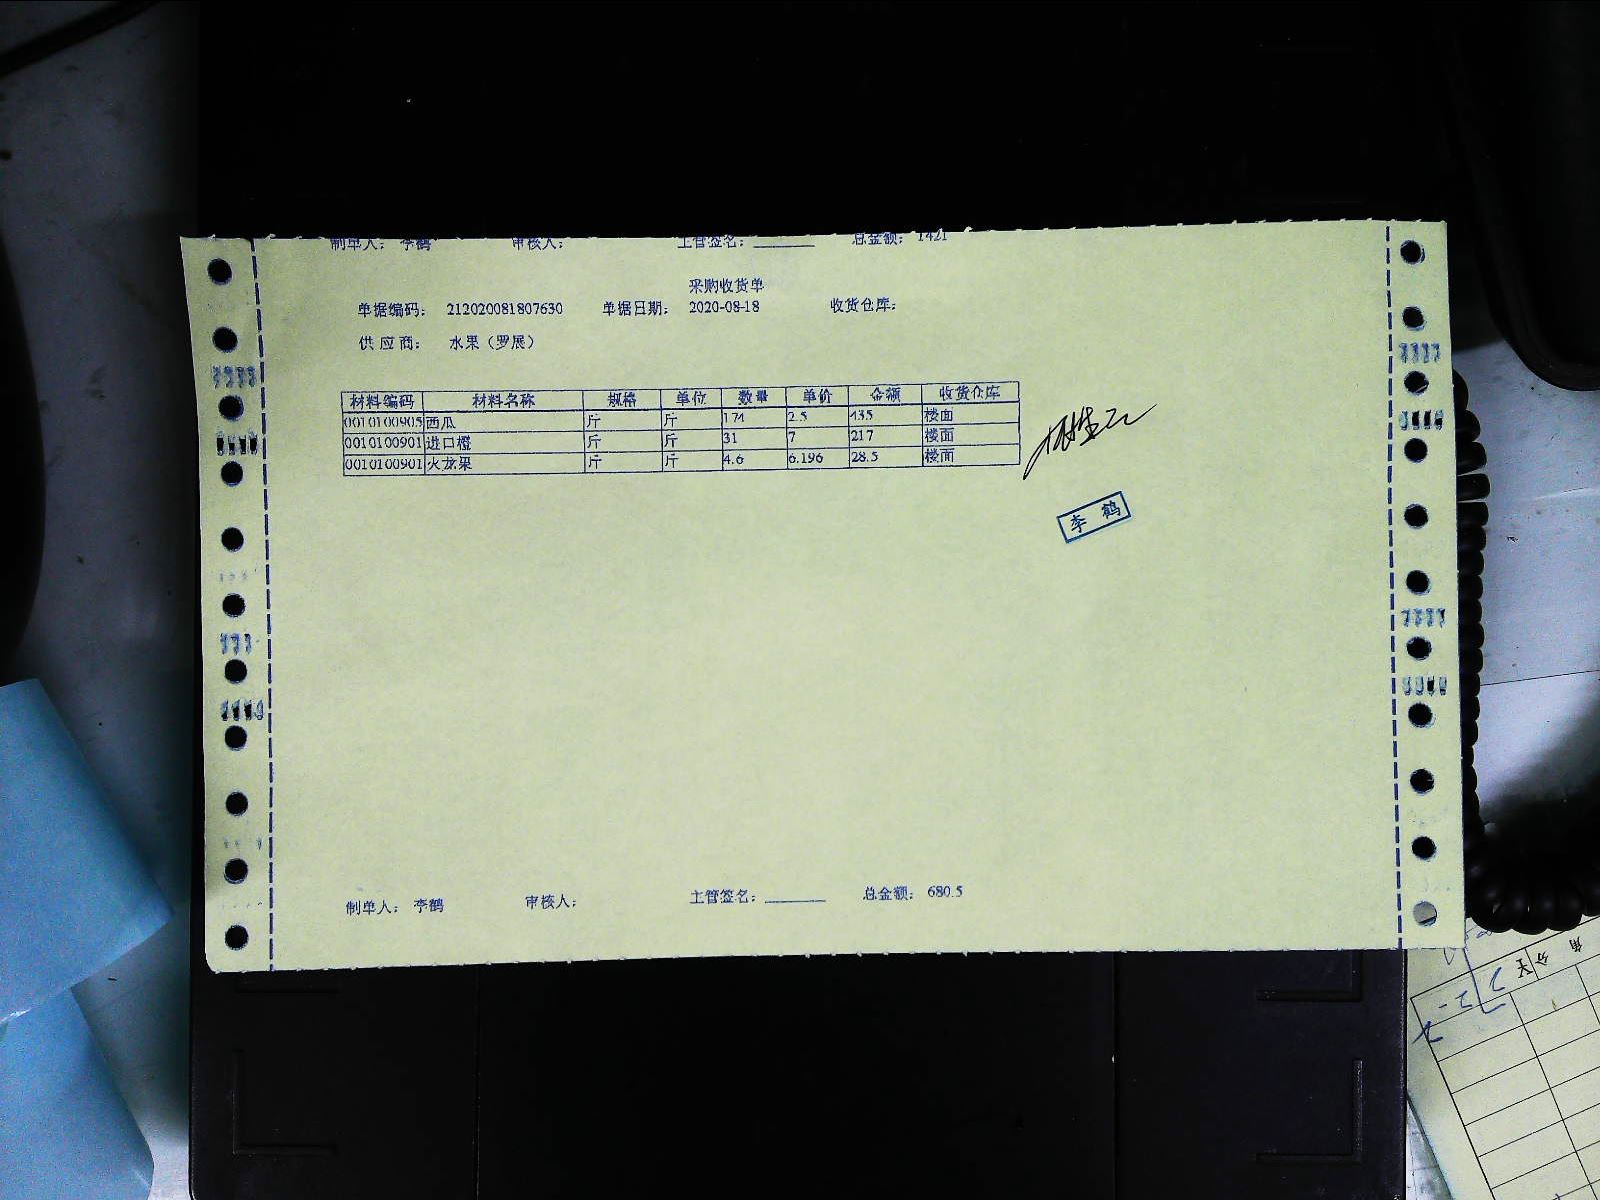 制单人： 李鹤 审核人： 主管签名：______ 总金额： 1421
采购收货单
单据编码： 212020081807630 单据日期： 2020-08-18 收货仓库：
供应商： 水果（罗展）
材料编码 材料名称 规格 单位 数量 单价 金额 收货仓库
0010100905 西瓜 斤 斤 174 2.5 435 楼面
0010100901 进口橙 斤 斤 31 7 217 楼面
0010100901 火龙果 斤 斤 4.6 6.196 28.5 楼面
李鹤
制单人： 李鹤 审核人： 主管签名：______ 总金额： 680.5
分
角